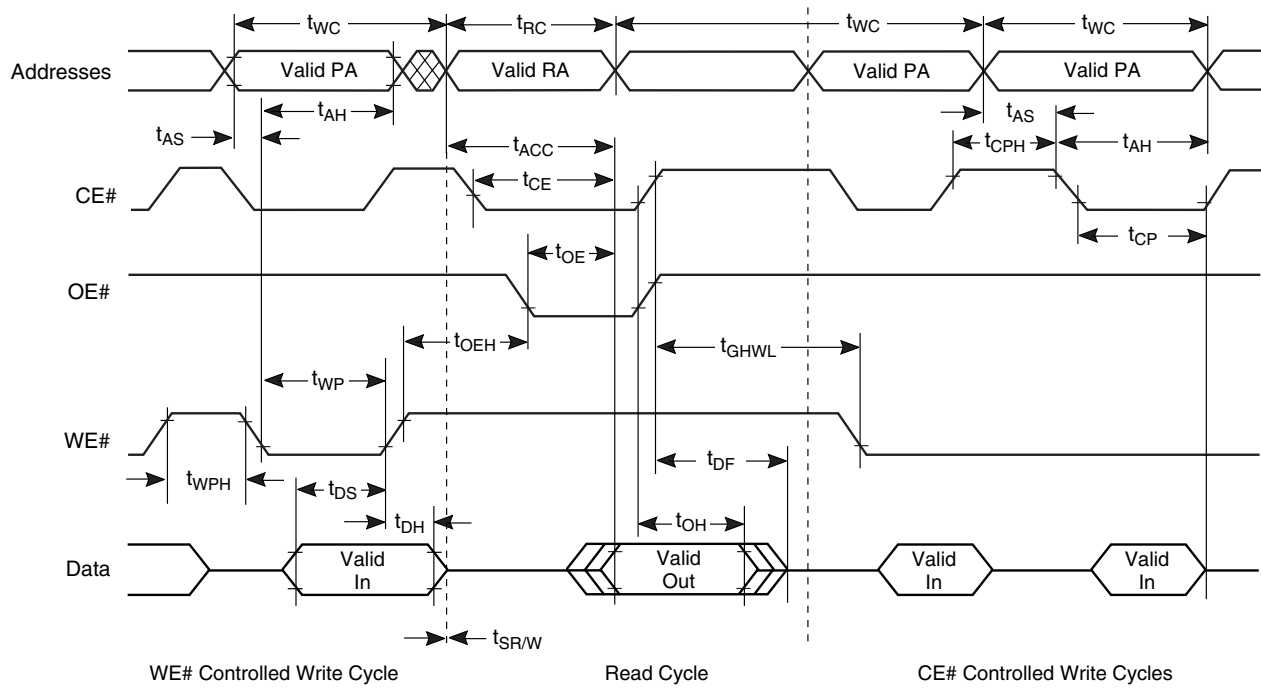 tWC tRC tWC tWC
Addresses Valid PA Valid RA Valid PA Valid PA
tAH tAS
tAS tACC tCPH tAH
CE# tCE
tCP
tOE
OE#
tOEH tGHWL
tWP
WE#
tWPH tDS tDF
tDH tOH
Data Valid In Valid Out Valid In Valid In
tSR/W
WE# Controlled Write Cycle Read Cycle CE# Controlled Write Cycles